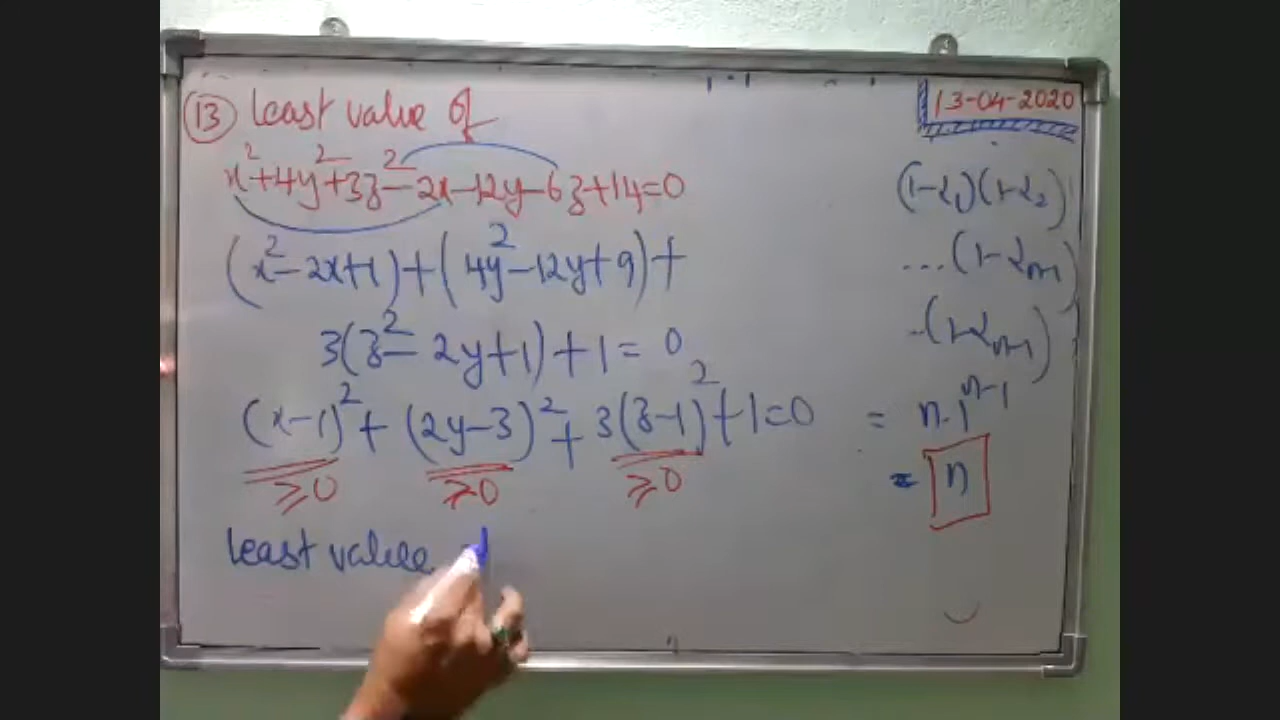 13-04-2020
(13) Least value of
x²+4y²+3z²-2x-12y-6z+14=0
(x²-2x+1)+(4y²-12y+9)+
3(z²-2y+1)+1=0
(x-1)²+(2y-3)²+3(z-1)²+1=0
≥0 ≥0 ≥0
Least value
(1-α₁)(1-α₂)
...(1-αₙ₋₁)
..(1-αₙ₋₁)
= n.1ⁿ⁻¹
= n